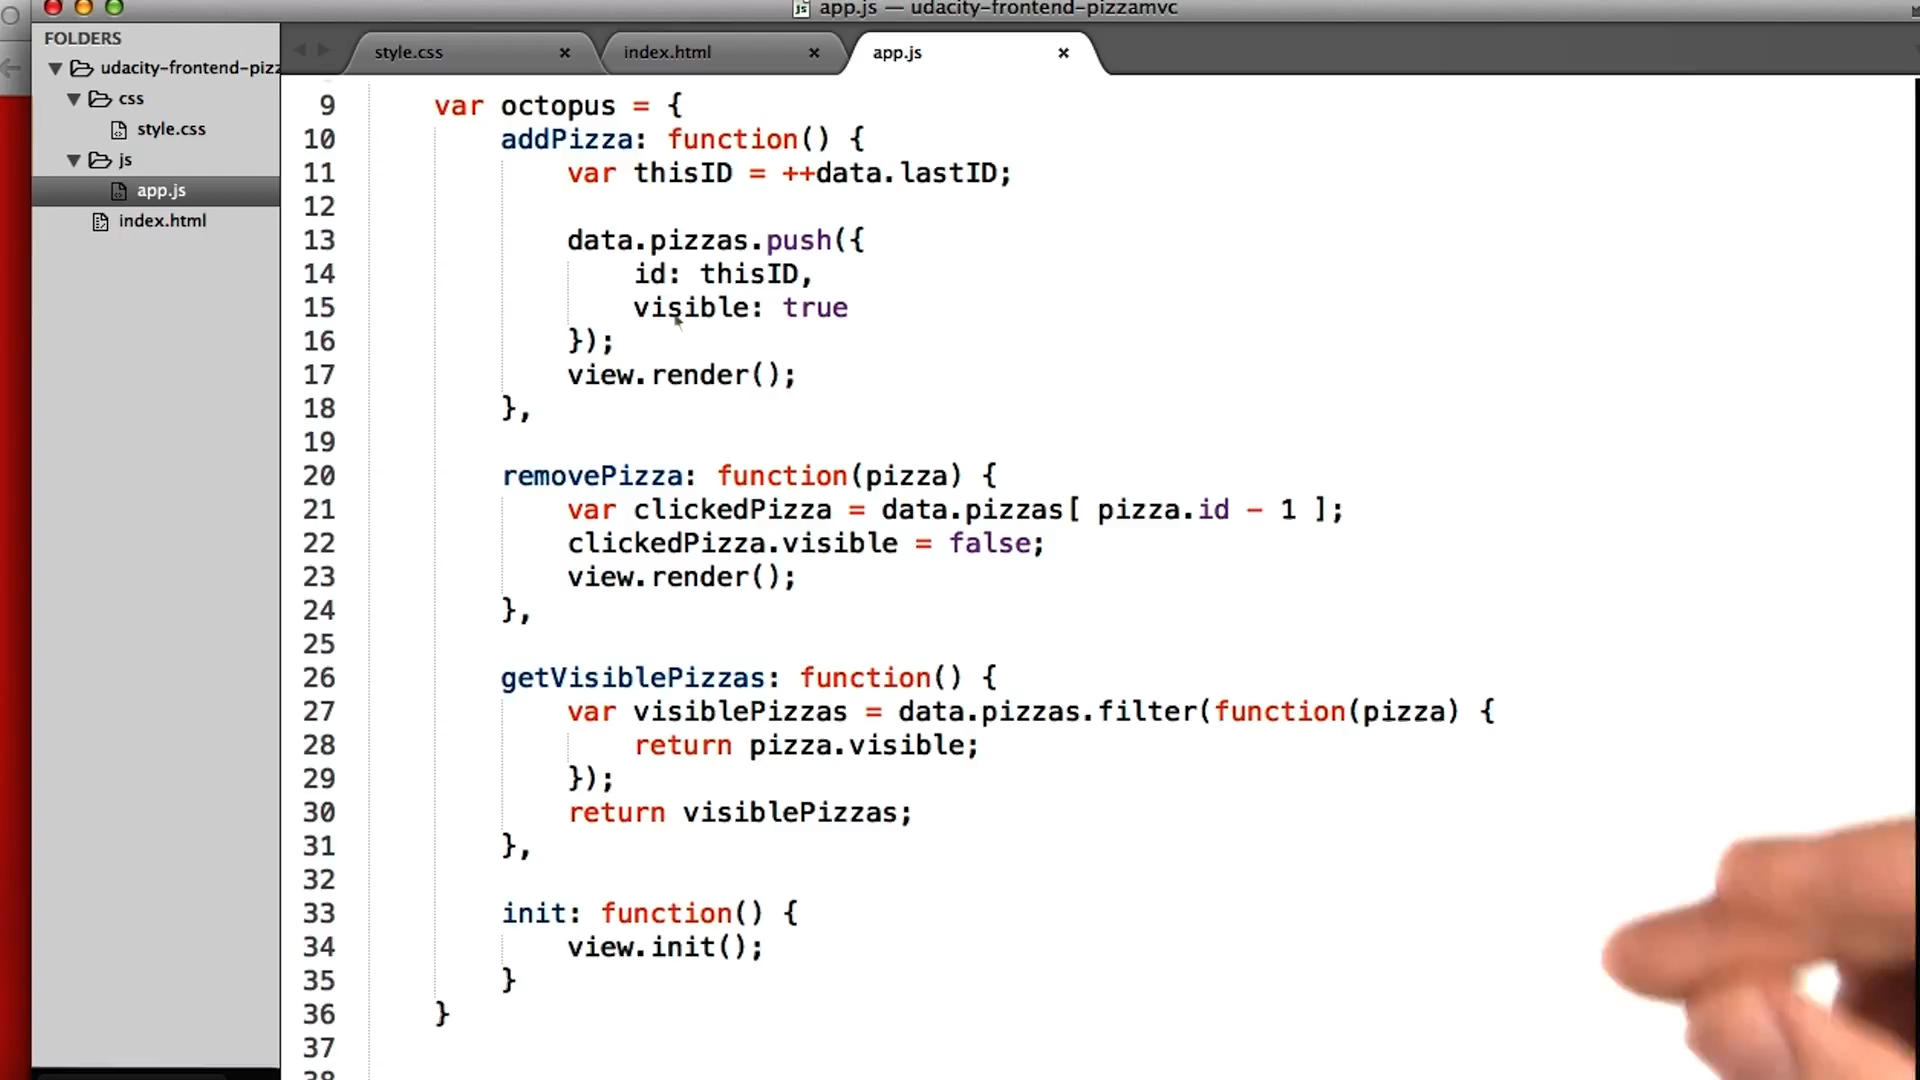 app.js — udacity-frontend-pizzamvc
FOLDERS
udacity-frontend-pizz
css
style.css
js
app.js
index.html
style.css × index.html × app.js ×
9 var octopus = {
10 addPizza: function() {
11 var thisID = ++data.lastID;
12
13 data.pizzas.push({
14 id: thisID,
15 visible: true
16 });
17 view.render();
18 },
19
20 removePizza: function(pizza) {
21 var clickedPizza = data.pizzas[ pizza.id - 1 ];
22 clickedPizza.visible = false;
23 view.render();
24 },
25
26 getVisiblePizzas: function() {
27 var visiblePizzas = data.pizzas.filter(function(pizza) {
28 return pizza.visible;
29 });
30 return visiblePizzas;
31 },
32
33 init: function() {
34 view.init();
35 }
36 }
37
38